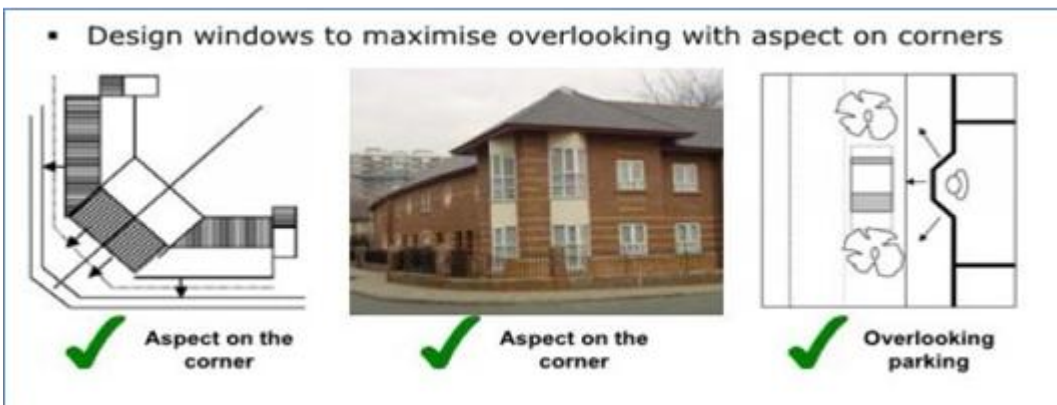 ▪ Design windows to maximise overlooking with aspect on corners
Aspect on the
corner
Aspect on the
corner
Overlooking
parking